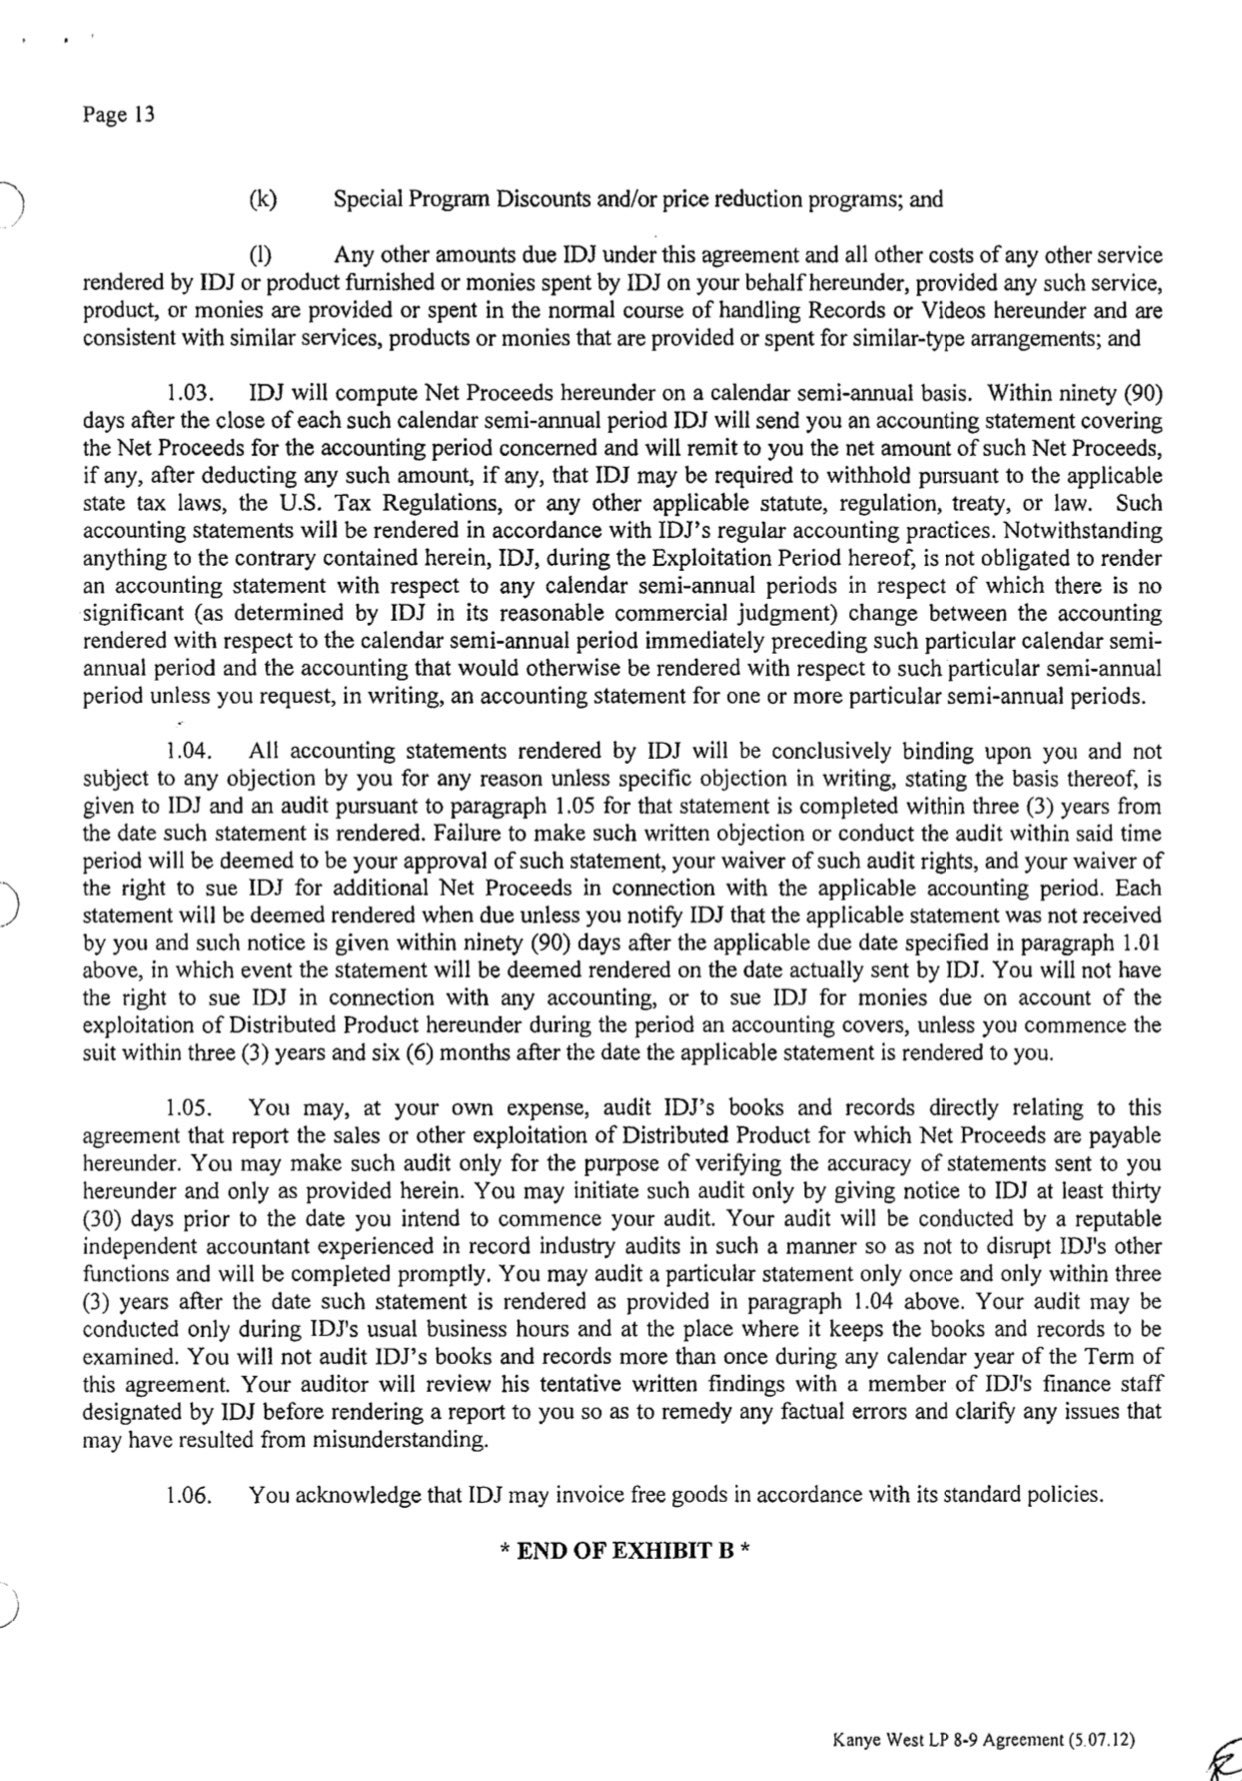 Page 13
(k) Special Program Discounts and/or price reduction programs; and
(l) Any other amounts due IDJ under this agreement and all other costs of any other service
rendered by IDJ or product furnished or monies spent by IDJ on your behalf hereunder, provided any such service,
product, or monies are provided or spent in the normal course of handling Records or Videos hereunder and are
consistent with similar services, products or monies that are provided or spent for similar-type arrangements; and
1.03. IDJ will compute Net Proceeds hereunder on a calendar semi-annual basis. Within ninety (90)
days after the close of each such calendar semi-annual period IDJ will send you an accounting statement covering
the Net Proceeds for the accounting period concerned and will remit to you the net amount of such Net Proceeds,
if any, after deducting any such amount, if any, that IDJ may be required to withhold pursuant to the applicable
state tax laws, the U.S. Tax Regulations, or any other applicable statute, regulation, treaty, or law. Such
accounting statements will be rendered in accordance with IDJ's regular accounting practices. Notwithstanding
anything to the contrary contained herein, IDJ, during the Exploitation Period hereof, is not obligated to render
an accounting statement with respect to any calendar semi-annual periods in respect of which there is no
significant (as determined by IDJ in its reasonable commercial judgment) change between the accounting
rendered with respect to the calendar semi-annual period immediately preceding such particular calendar semi-
annual period and the accounting that would otherwise be rendered with respect to such particular semi-annual
period unless you request, in writing, an accounting statement for one or more particular semi-annual periods.
1.04. All accounting statements rendered by IDJ will be conclusively binding upon you and not
subject to any objection by you for any reason unless specific objection in writing, stating the basis thereof, is
given to IDJ and an audit pursuant to paragraph 1.05 for that statement is completed within three (3) years from
the date such statement is rendered. Failure to make such written objection or conduct the audit within said time
period will be deemed to be your approval of such statement, your waiver of such audit rights, and your waiver of
the right to sue IDJ for additional Net Proceeds in connection with the applicable accounting period. Each
statement will be deemed rendered when due unless you notify IDJ that the applicable statement was not received
by you and such notice is given within ninety (90) days after the applicable due date specified in paragraph 1.01
above, in which event the statement will be deemed rendered on the date actually sent by IDJ. You will not have
the right to sue IDJ in connection with any accounting, or to sue IDJ for monies due on account of the
exploitation of Distributed Product hereunder during the period an accounting covers, unless you commence the
suit within three (3) years and six (6) months after the date the applicable statement is rendered to you.
1.05. You may, at your own expense, audit IDJ's books and records directly relating to this
agreement that report the sales or other exploitation of Distributed Product for which Net Proceeds are payable
hereunder. You may make such audit only for the purpose of verifying the accuracy of statements sent to you
hereunder and only as provided herein. You may initiate such audit only by giving notice to IDJ at least thirty
(30) days prior to the date you intend to commence your audit. Your audit will be conducted by a reputable
independent accountant experienced in record industry audits in such a manner so as not to disrupt IDJ's other
functions and will be completed promptly. You may audit a particular statement only once and only within three
(3) years after the date such statement is rendered as provided in paragraph 1.04 above. Your audit may be
conducted only during IDJ's usual business hours and at the place where it keeps the books and records to be
examined. You will not audit IDJ's books and records more than once during any calendar year of the Term of
this agreement. Your auditor will review his tentative written findings with a member of IDJ's finance staff
designated by IDJ before rendering a report to you so as to remedy any factual errors and clarify any issues that
may have resulted from misunderstanding.
1.06. You acknowledge that IDJ may invoice free goods in accordance with its standard policies.
* END OF EXHIBIT B *
Kanye West LP 8-9 Agreement (5.07.12)